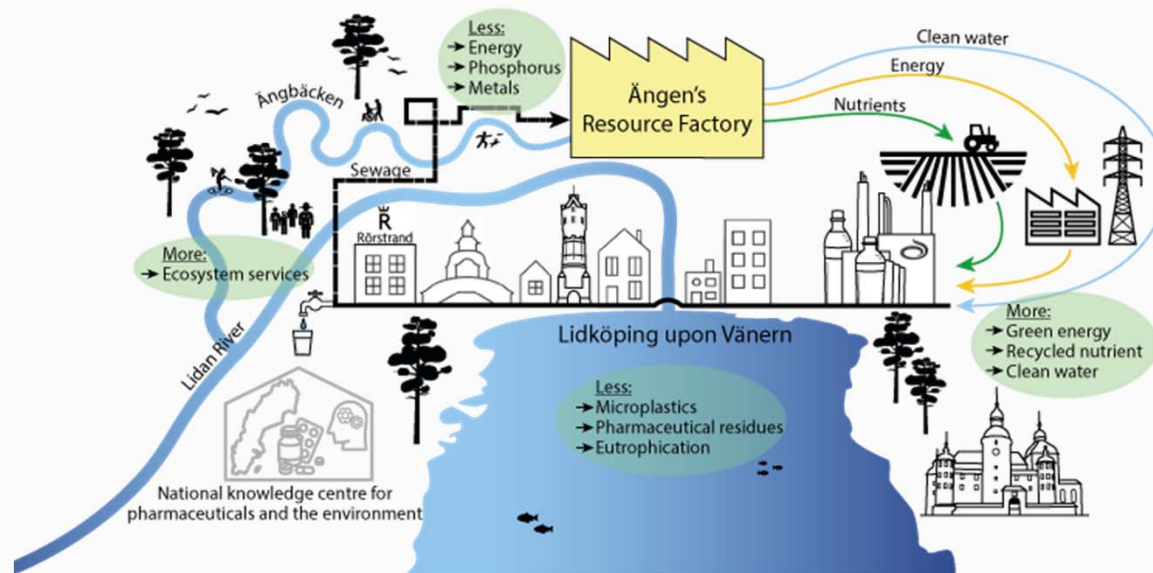 Less:
→ Energy
→ Phosphorus
→ Metals
Ängen's
Resource Factory
Clean water
Energy
Nutrients
Ängbäcken
Sewage
R
Rörstrand
More:
→ Ecosystem services
Lidan River
Lidköping upon Vänern
Less:
→ Microplastics
→ Pharmaceutical residues
→ Eutrophication
More:
→ Green energy
→ Recycled nutrient
→ Clean water
National knowledge centre for
pharmaceuticals and the environment